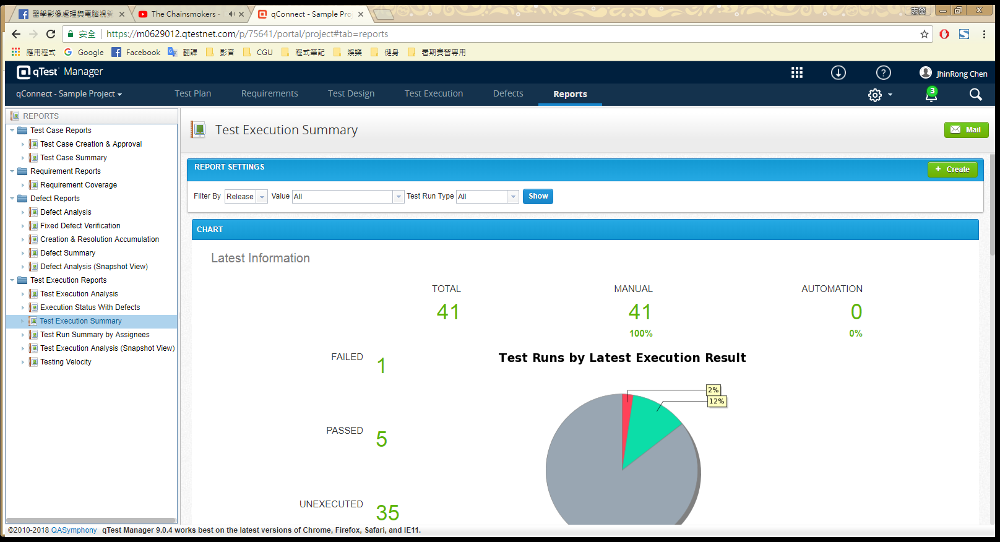 醫學影像處理與電腦視覺
The Chainsmokers -
qConnect - Sample Pro
志榮
安全
https://m0629012.qtestnet.com/p/75641/portal/project#tab=reports
應用程式
Google
Facebook
翻譯
影音
CGU
程式筆記
娛樂
健身
暑期實習專用
qTest Manager
JhinRong Chen
qConnect - Sample Project
Test Plan
Requirements
Test Design
Test Execution
Defects
Reports
3
REPORTS
Test Case Reports
Test Case Creation & Approval
Test Case Summary
Requirement Reports
Requirement Coverage
Defect Reports
Defect Analysis
Fixed Defect Verification
Creation & Resolution Accumulation
Defect Summary
Defect Analysis (Snapshot View)
Test Execution Reports
Test Execution Analysis
Execution Status With Defects
Test Execution Summary
Test Run Summary by Assignees
Test Execution Analysis (Snapshot View)
Testing Velocity
Test Execution Summary
Mail
REPORT SETTINGS
+ Create
Filter By Release Value All Test Run Type All Show
CHART
Latest Information
TOTAL
41
MANUAL
41
100%
AUTOMATION
0
0%
FAILED 1
PASSED 5
UNEXECUTED 35
Test Runs by Latest Execution Result
2%
12%
©2010-2018 QASymphony qTest Manager 9.0.4 works best on the latest versions of Chrome, Firefox, Safari, and IE11.